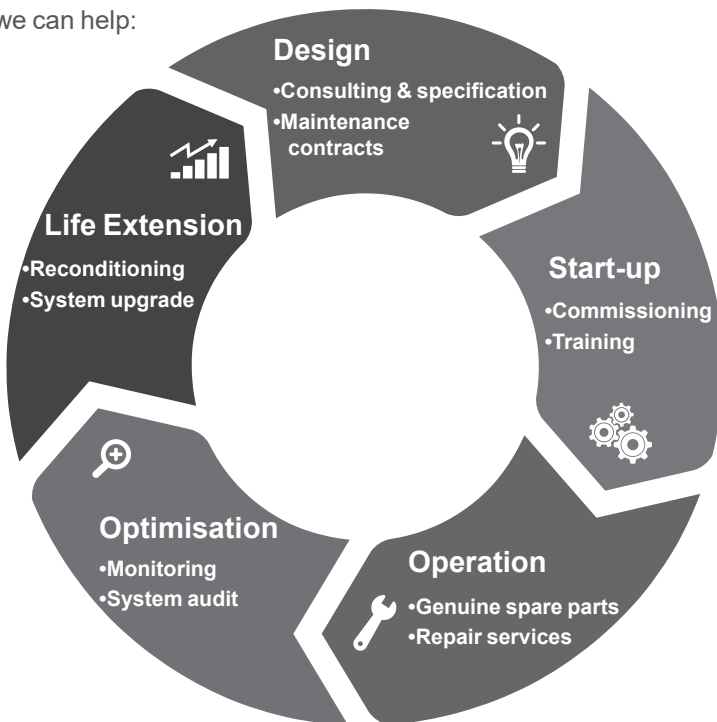 we can help:
Design
•Consulting & specification
•Maintenance
contracts
Start-up
•Commissioning
•Training
Operation
•Genuine spare parts
•Repair services
Optimisation
•Monitoring
•System audit
Life Extension
•Reconditioning
•System upgrade